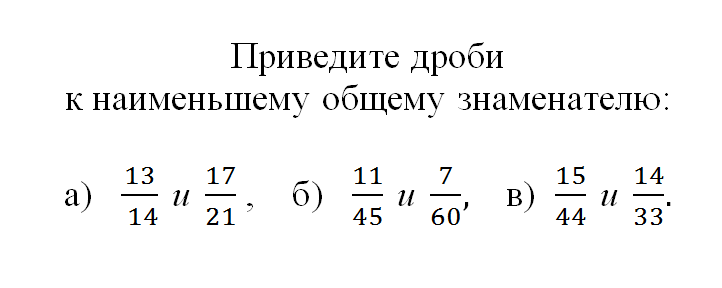 Приведите дроби
к наименьшему общему знаменателю:
а) 13/14 и 17/21 , б) 11/45 и 7/60, в) 15/44 и 14/33.